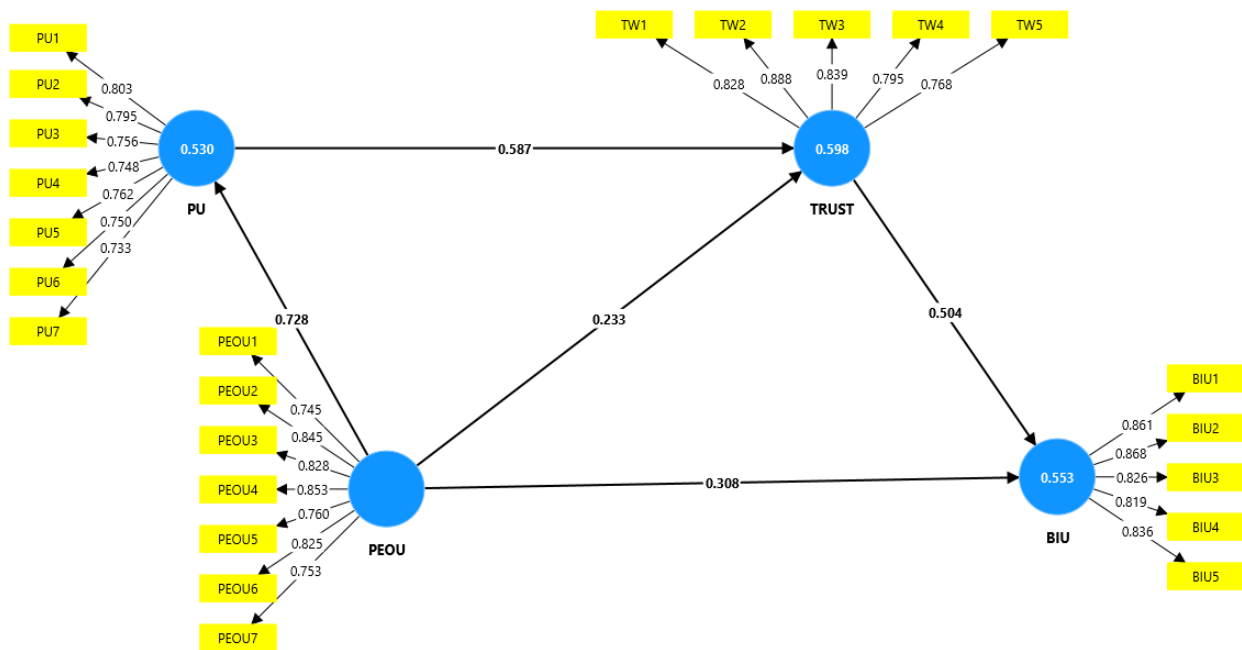 PU1
PU2
PU3
PU4
PU5
PU6
PU7
0.803
0.795
0.756
0.748
0.762
0.750
0.733
0.530
PU
0.587
TW1
TW2
TW3
TW4
TW5
0.828
0.888
0.839
0.795
0.768
0.598
TRUST
0.728
0.233
0.504
PEOU1
PEOU2
PEOU3
PEOU4
PEOU5
PEOU6
PEOU7
0.745
0.845
0.828
0.853
0.760
0.825
0.753
PEOU
0.308
0.553
BIU
0.861
0.868
0.826
0.819
0.836
BIU1
BIU2
BIU3
BIU4
BIU5